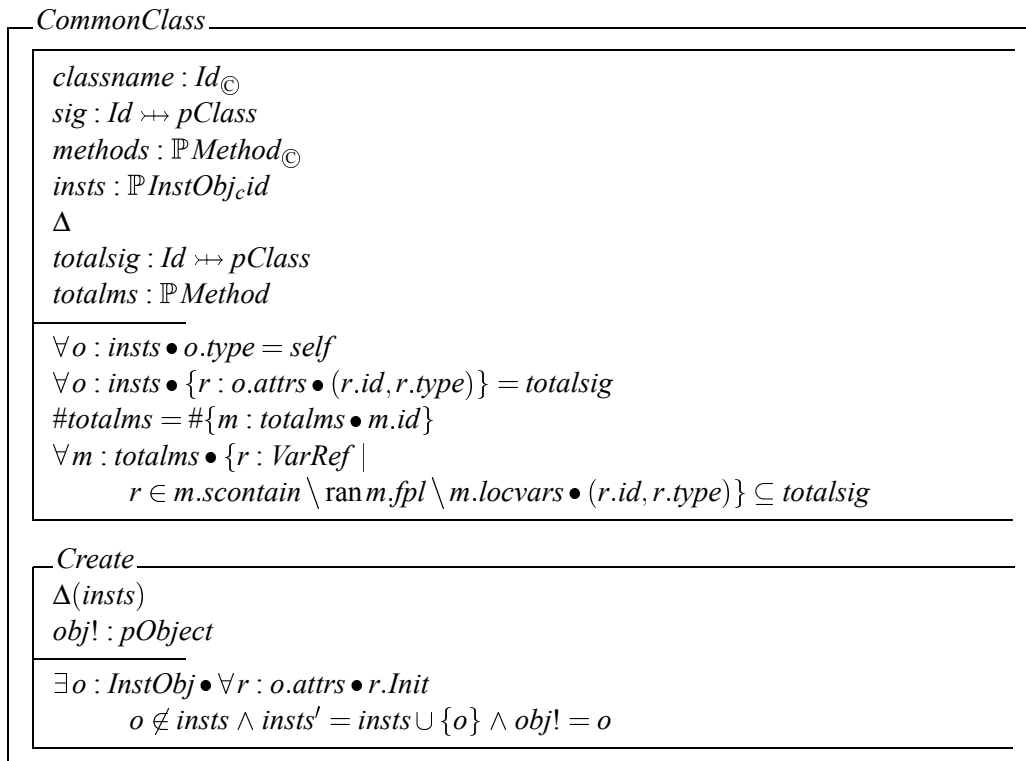 CommonClass
classname : Id©
sig : Id ⤖ pClass
methods : ℙ Method©
insts : ℙ InstObj_c id
Δ
totalsig : Id ⤖ pClass
totalms : ℙ Method
∀ o : insts • o.type = self
∀ o : insts • {r : o.attrs • (r.id, r.type)} = totalsig
#totalms = #{m : totalms • m.id}
∀ m : totalms • {r : VarRef |
r ∈ m.scontain \ ran m.fpl \ m.locvars • (r.id, r.type)} ⊆ totalsig
Create
Δ(insts)
obj! : pObject
∃ o : InstObj • ∀ r : o.attrs • r.Init
o ∉ insts ∧ insts′ = insts ∪ {o} ∧ obj! = o